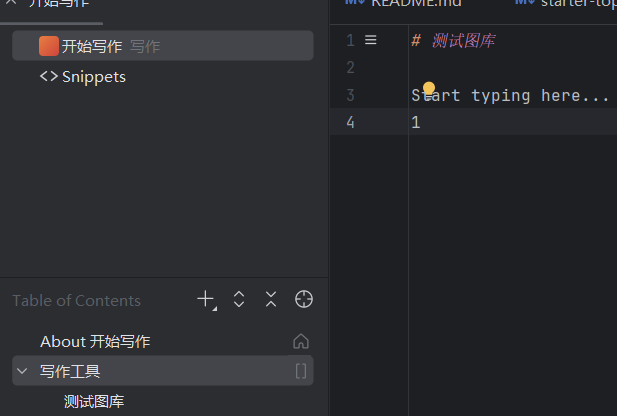 开始写作
README.md
starter-top
开始写作 写作
<> Snippets
1 # 测试图库
2
3 Start typing here...
4 1
Table of Contents
About 开始写作
写作工具 []
测试图库